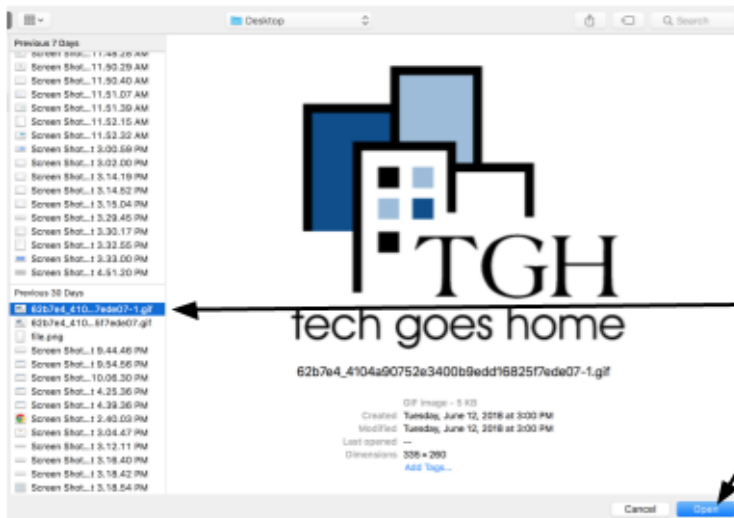 Desktop
Search
Previous 7 Days
Screen Shot...11.48.28 AM
Screen Shot...11.50.29 AM
Screen Shot...11.50.40 AM
Screen Shot...11.51.07 AM
Screen Shot...11.51.39 AM
Screen Shot...11.52.15 AM
Screen Shot...11.52.32 AM
Screen Shot...t 3.00.59 PM
Screen Shot...t 3.02.00 PM
Screen Shot...t 3.14.19 PM
Screen Shot...t 3.14.52 PM
Screen Shot...t 3.15.04 PM
Screen Shot...t 3.29.45 PM
Screen Shot...t 3.30.17 PM
Screen Shot...t 3.32.55 PM
Screen Shot...t 3.33.00 PM
Screen Shot...t 4.51.20 PM
Previous 30 Days
62b7e4_410...7ede07-1.gif
62b7e4_410...5f7ede07.gif
file.png
Screen Shot...t 9.44.46 PM
Screen Shot...t 9.54.56 PM
Screen Shot...10.06.30 PM
Screen Shot...t 4.25.36 PM
Screen Shot...t 4.39.36 PM
Screen Shot...t 2.40.03 PM
Screen Shot...t 3.04.47 PM
Screen Shot...t 3.12.11 PM
Screen Shot...t 3.16.40 PM
Screen Shot...t 3.18.42 PM
Screen Shot...t 3.18.54 PM
TGH
tech goes home
62b7e4_4104a90752e3400b9edd16825f7ede07-1.gif
GIF image - 5 KB
Created Tuesday, June 12, 2018 at 3:00 PM
Modified Tuesday, June 12, 2018 at 3:00 PM
Last opened --
Dimensions 335 × 260
Add Tags...
Cancel
Open